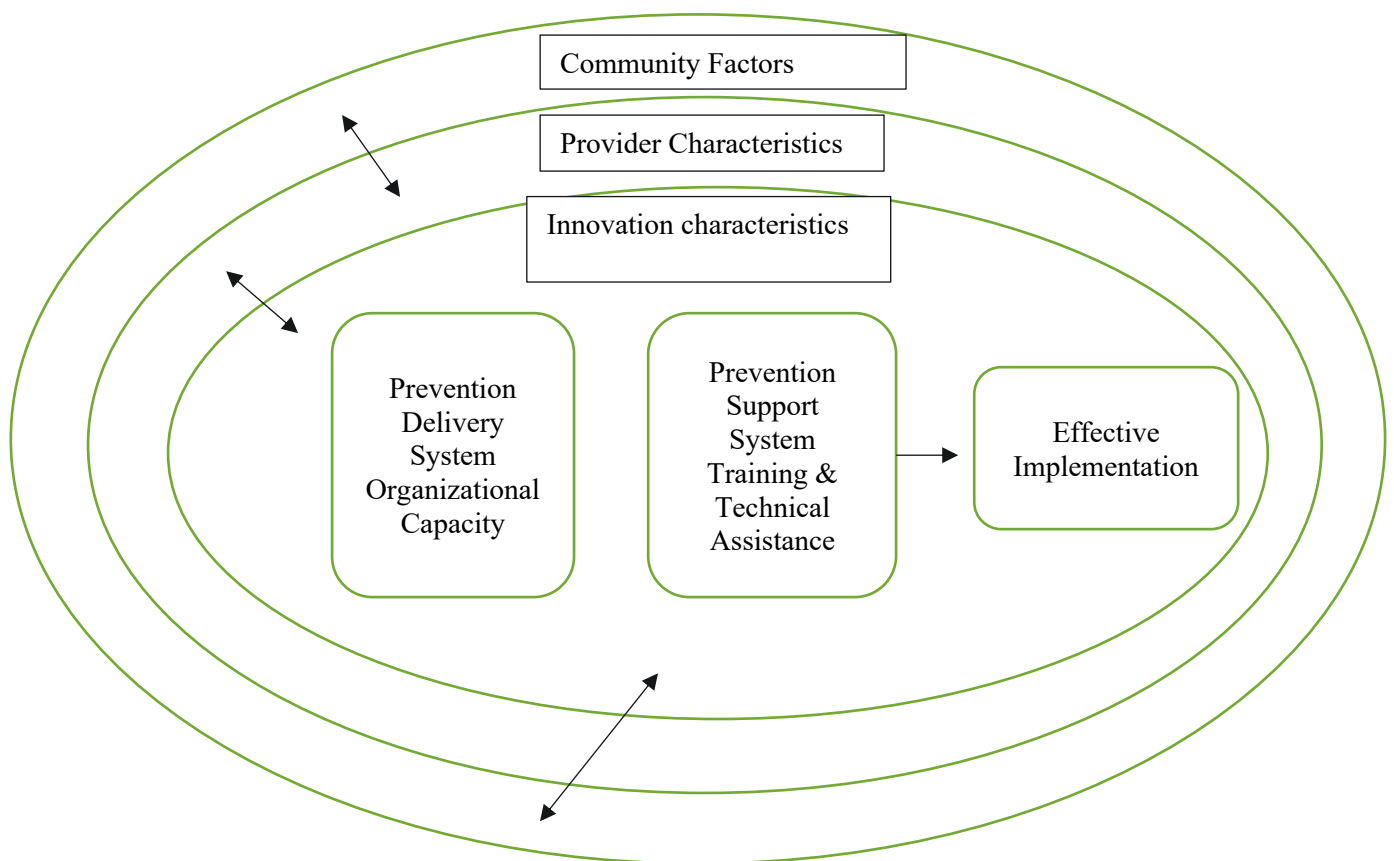 Community Factors
Provider Characteristics
Innovation characteristics
Prevention
Delivery
System
Organizational
Capacity
Prevention
Support
System
Training &
Technical
Assistance
Effective
Implementation